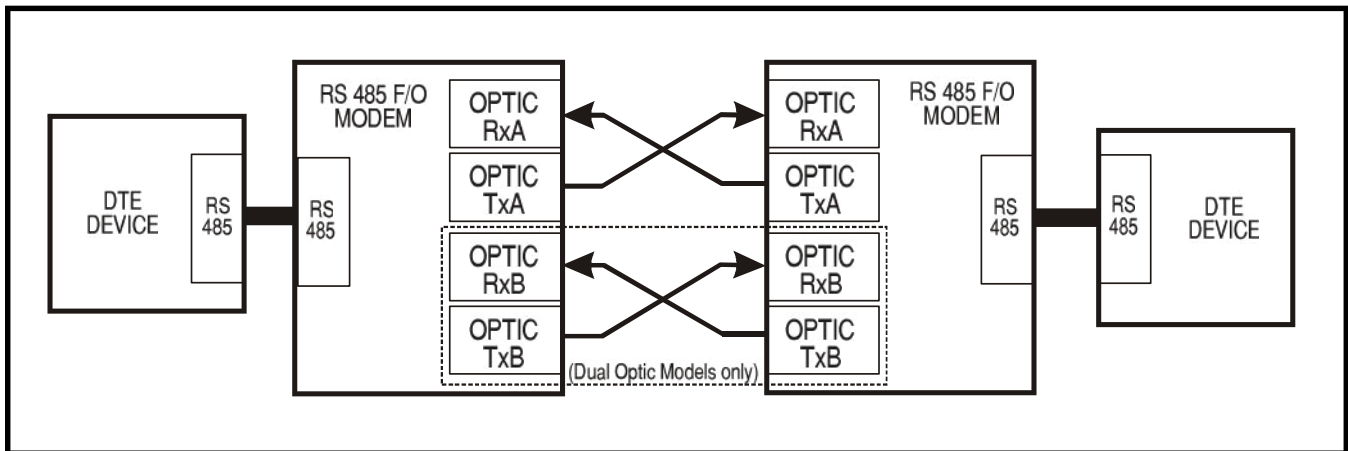 DTE
DEVICE
RS
485
RS 485 F/O
MODEM
RS
485
OPTIC
RxA
OPTIC
TxA
OPTIC
RxB
OPTIC
TxB
(Dual Optic Models only)
OPTIC
RxA
OPTIC
TxA
OPTIC
RxB
OPTIC
TxB
RS 485 F/O
MODEM
RS
485
RS
485
DTE
DEVICE